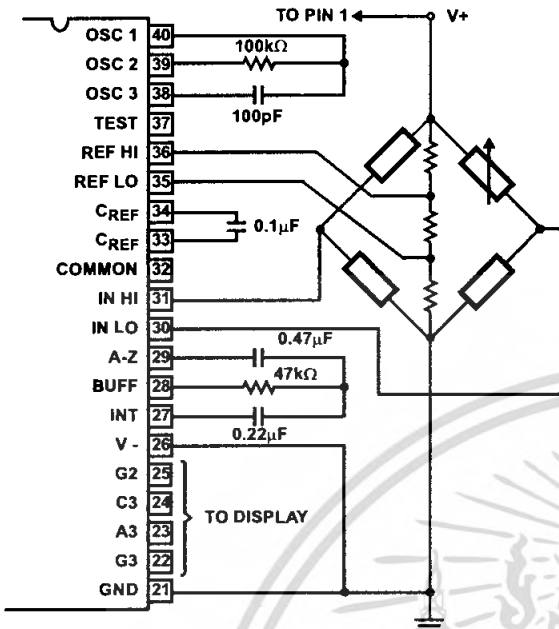 TO PIN 1 V+
OSC 1 40
100kΩ
OSC 2 39
OSC 3 38
100pF
TEST 37
REF HI 36
REF LO 35
CREF 34
0.1µF
CREF 33
COMMON 32
IN HI 31
IN LO 30
0.47µF
A-Z 29
47kΩ
BUFF 28
INT 27
0.22µF
V - 26
G2 25
C3 24
TO DISPLAY
A3 23
G3 22
GND 21